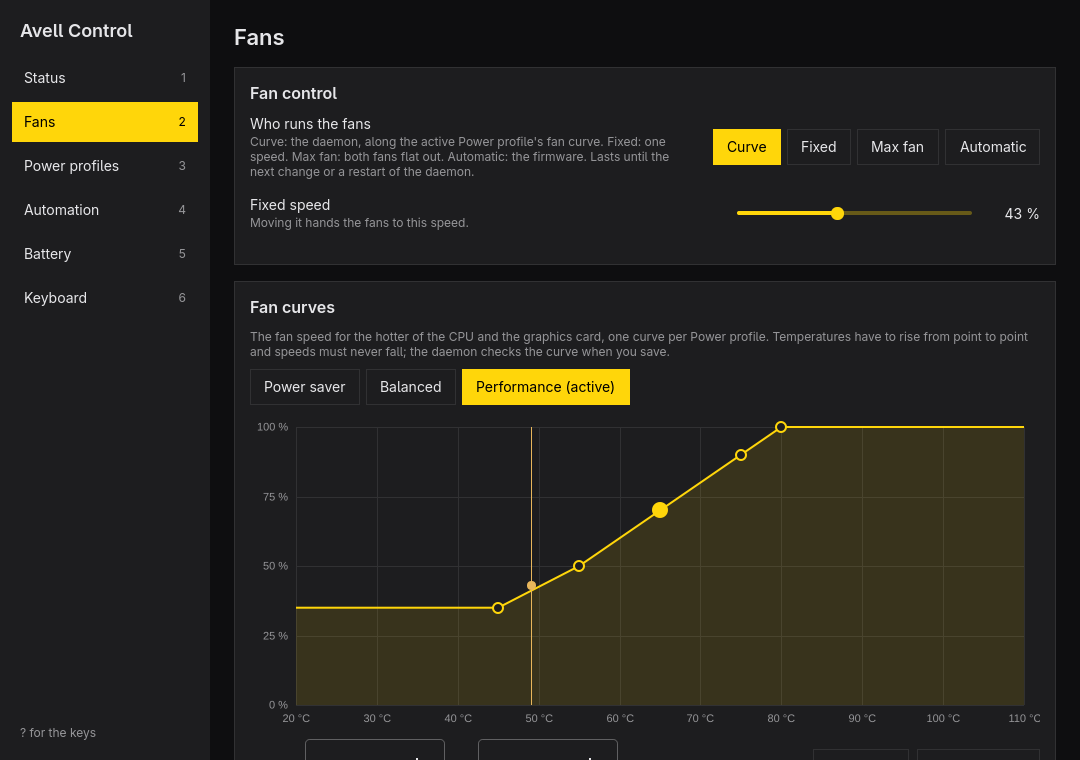 Avell Control
Status 1
Fans 2
Power profiles 3
Automation 4
Battery 5
Keyboard 6
? for the keys
Fans
Fan control
Who runs the fans
Curve: the daemon, along the active Power profile's fan curve. Fixed: one
speed. Max fan: both fans flat out. Automatic: the firmware. Lasts until the
next change or a restart of the daemon.
Curve Fixed Max fan Automatic
Fixed speed
Moving it hands the fans to this speed.
43 %
Fan curves
The fan speed for the hotter of the CPU and the graphics card, one curve per Power profile. Temperatures have to rise from point to point
and speeds must never fall; the daemon checks the curve when you save.
Power saver Balanced Performance (active)
100 %
75 %
50 %
25 %
0 %
20 °C 30 °C 40 °C 50 °C 60 °C 70 °C 80 °C 90 °C 100 °C 110 °C